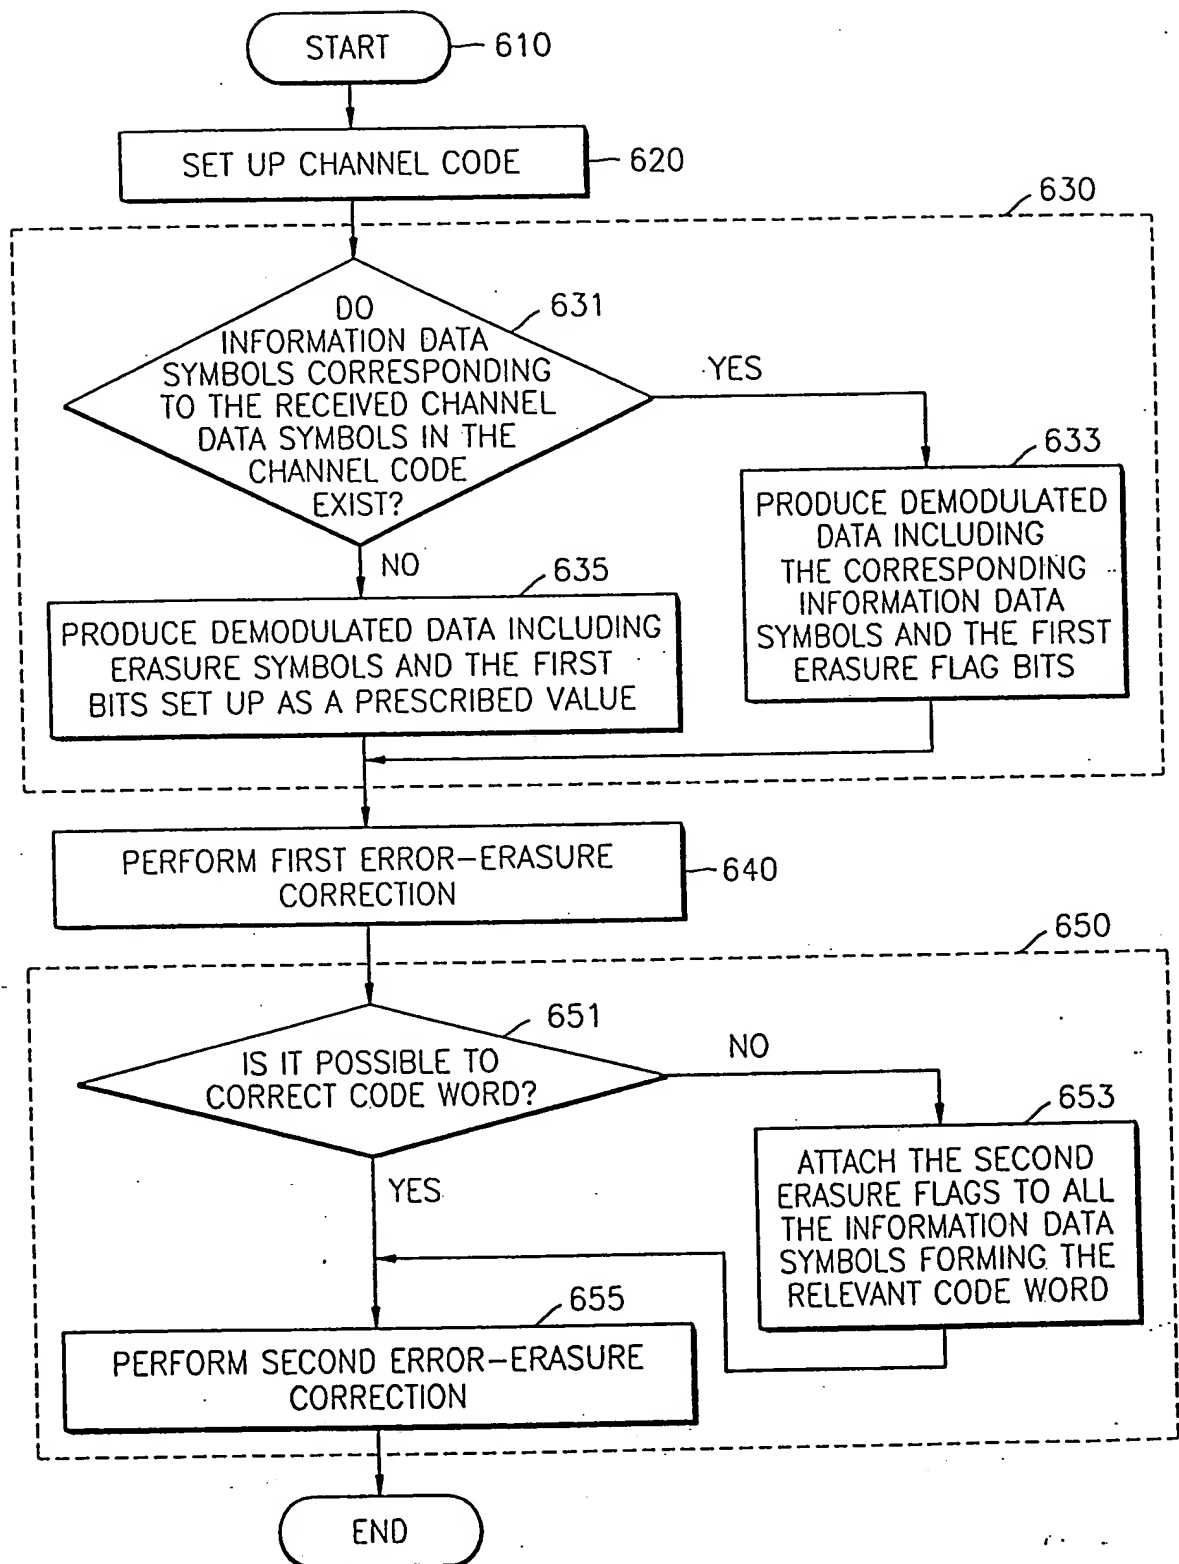 START
610
SET UP CHANNEL CODE
620
630
DO
INFORMATION DATA
SYMBOLS CORRESPONDING
TO THE RECEIVED CHANNEL
DATA SYMBOLS IN THE
CHANNEL CODE
EXIST?
631
YES
NO
633
PRODUCE DEMODULATED
DATA INCLUDING
THE CORRESPONDING
INFORMATION DATA
SYMBOLS AND THE FIRST
ERASURE FLAG BITS
635
PRODUCE DEMODULATED DATA INCLUDING
ERASURE SYMBOLS AND THE FIRST
BITS SET UP AS A PRESCRIBED VALUE
PERFORM FIRST ERROR-ERASURE
CORRECTION
640
650
651
IS IT POSSIBLE TO
CORRECT CODE WORD?
NO
YES
653
ATTACH THE SECOND
ERASURE FLAGS TO ALL
THE INFORMATION DATA
SYMBOLS FORMING THE
RELEVANT CODE WORD
655
PERFORM SECOND ERROR-ERASURE
CORRECTION
END